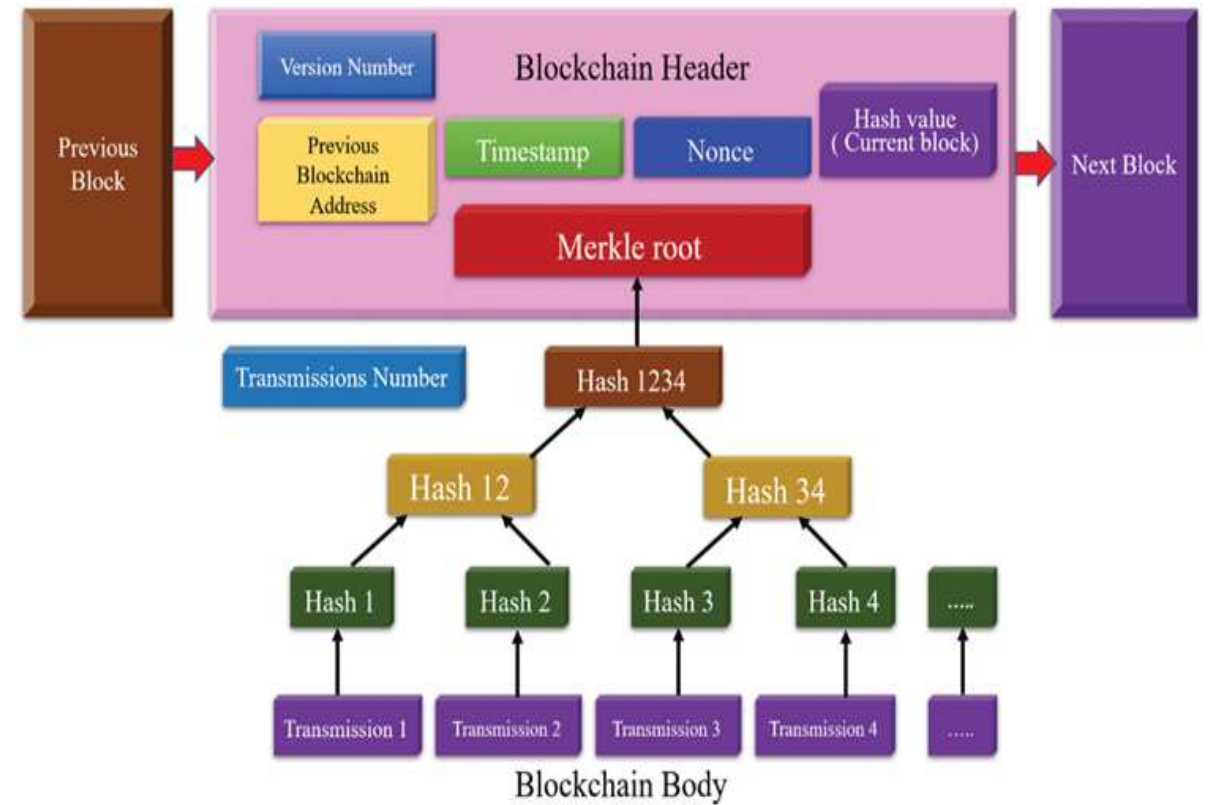 Previous
Block
Version Number
Blockchain Header
Previous
Blockchain
Address
Timestamp
Nonce
Hash value
( Current block)
Merkle root
Next Block
Transmissions Number
Hash 1234
Hash 12
Hash 34
Hash 1
Hash 2
Hash 3
Hash 4
.....
Transmission 1
Transmission 2
Transmission 3
Transmission 4
.....
Blockchain Body